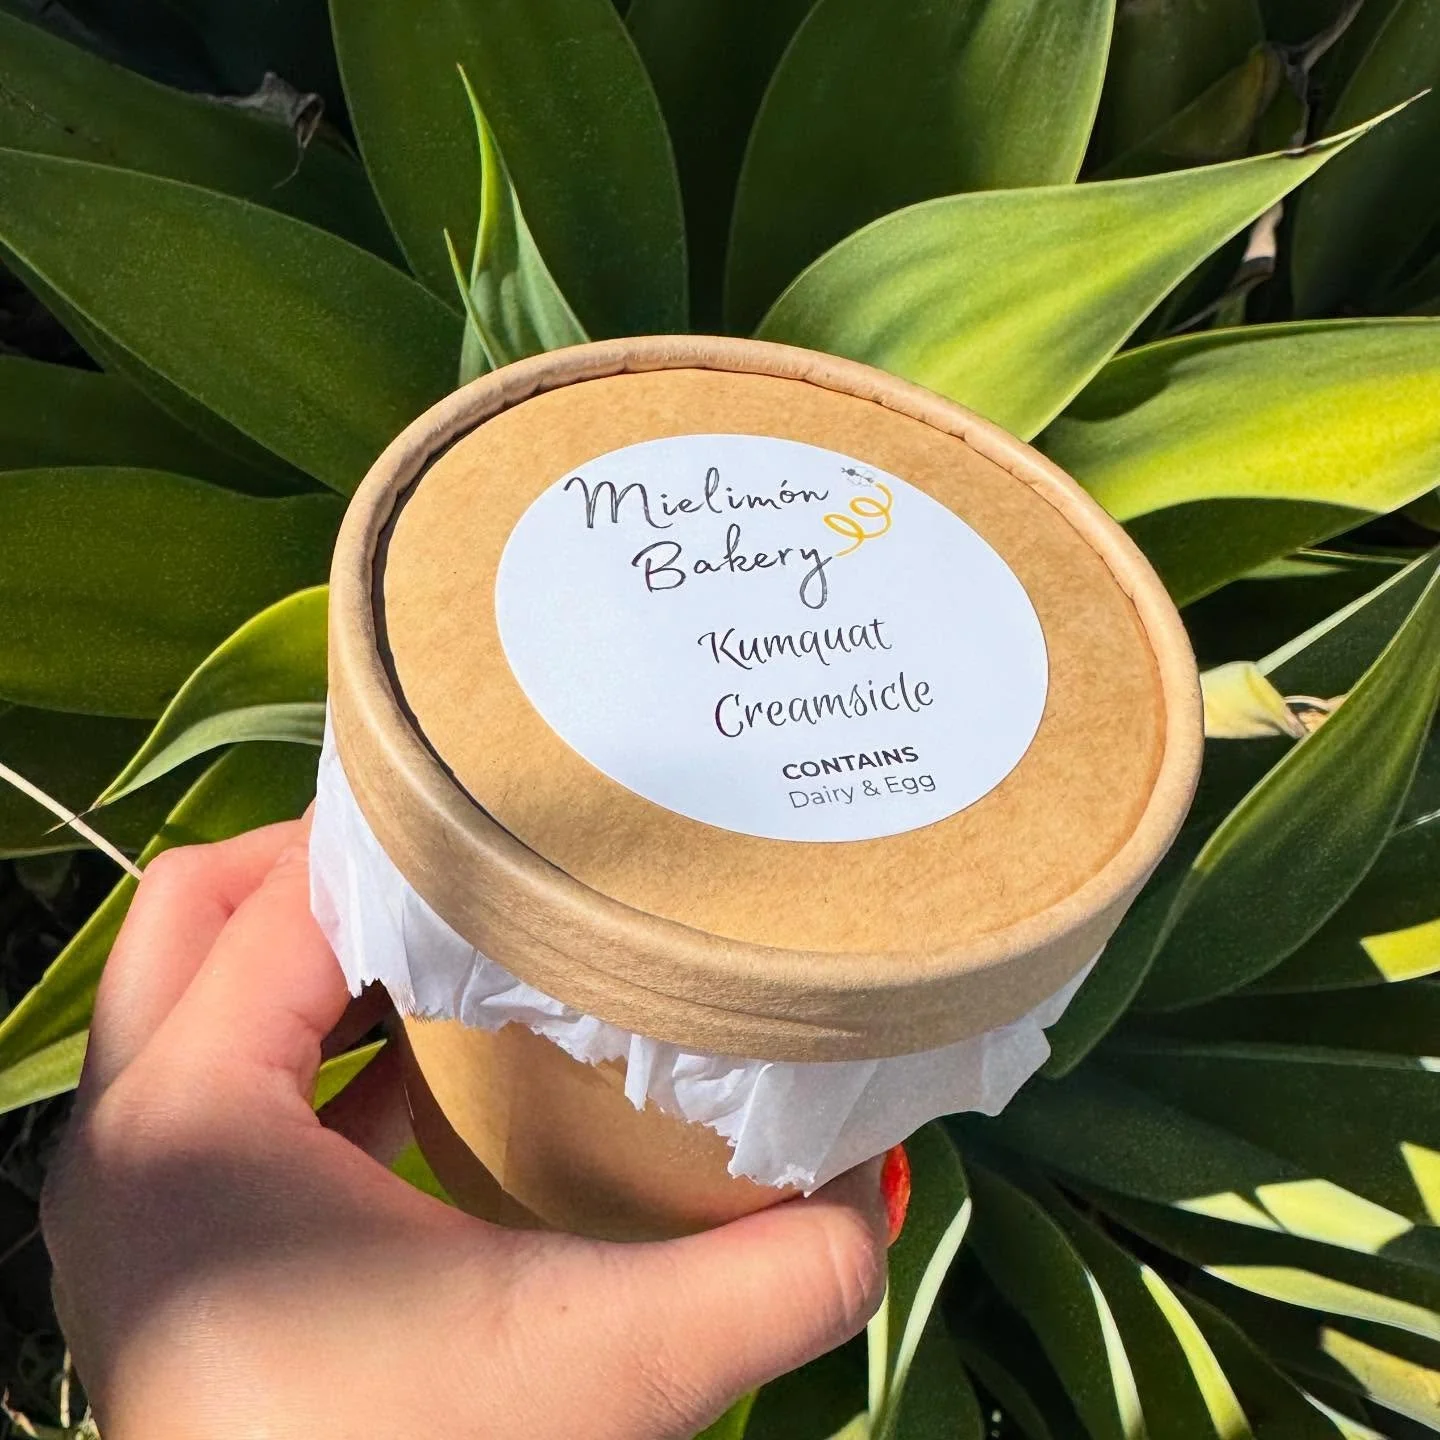 Mielimón
Bakery
Kumquat
Creamsicle
CONTAINS
Dairy & Egg